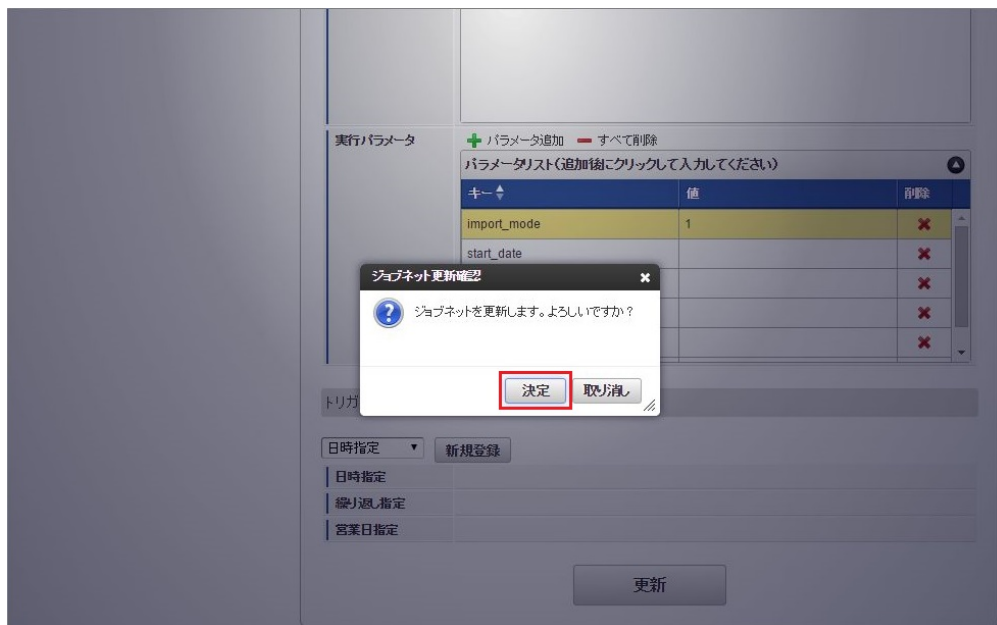 実行パラメータ
パラメータ追加 すべて削除
パラメータリスト(追加後にクリックして入力してください)
キー 値 削除
import_mode 1
start_date
ジョブネット更新確認
ジョブネットを更新します。よろしいですか?
決定 取り消し
トリガ
日時指定 新規登録
日時指定
繰り返し指定
営業日指定
更新